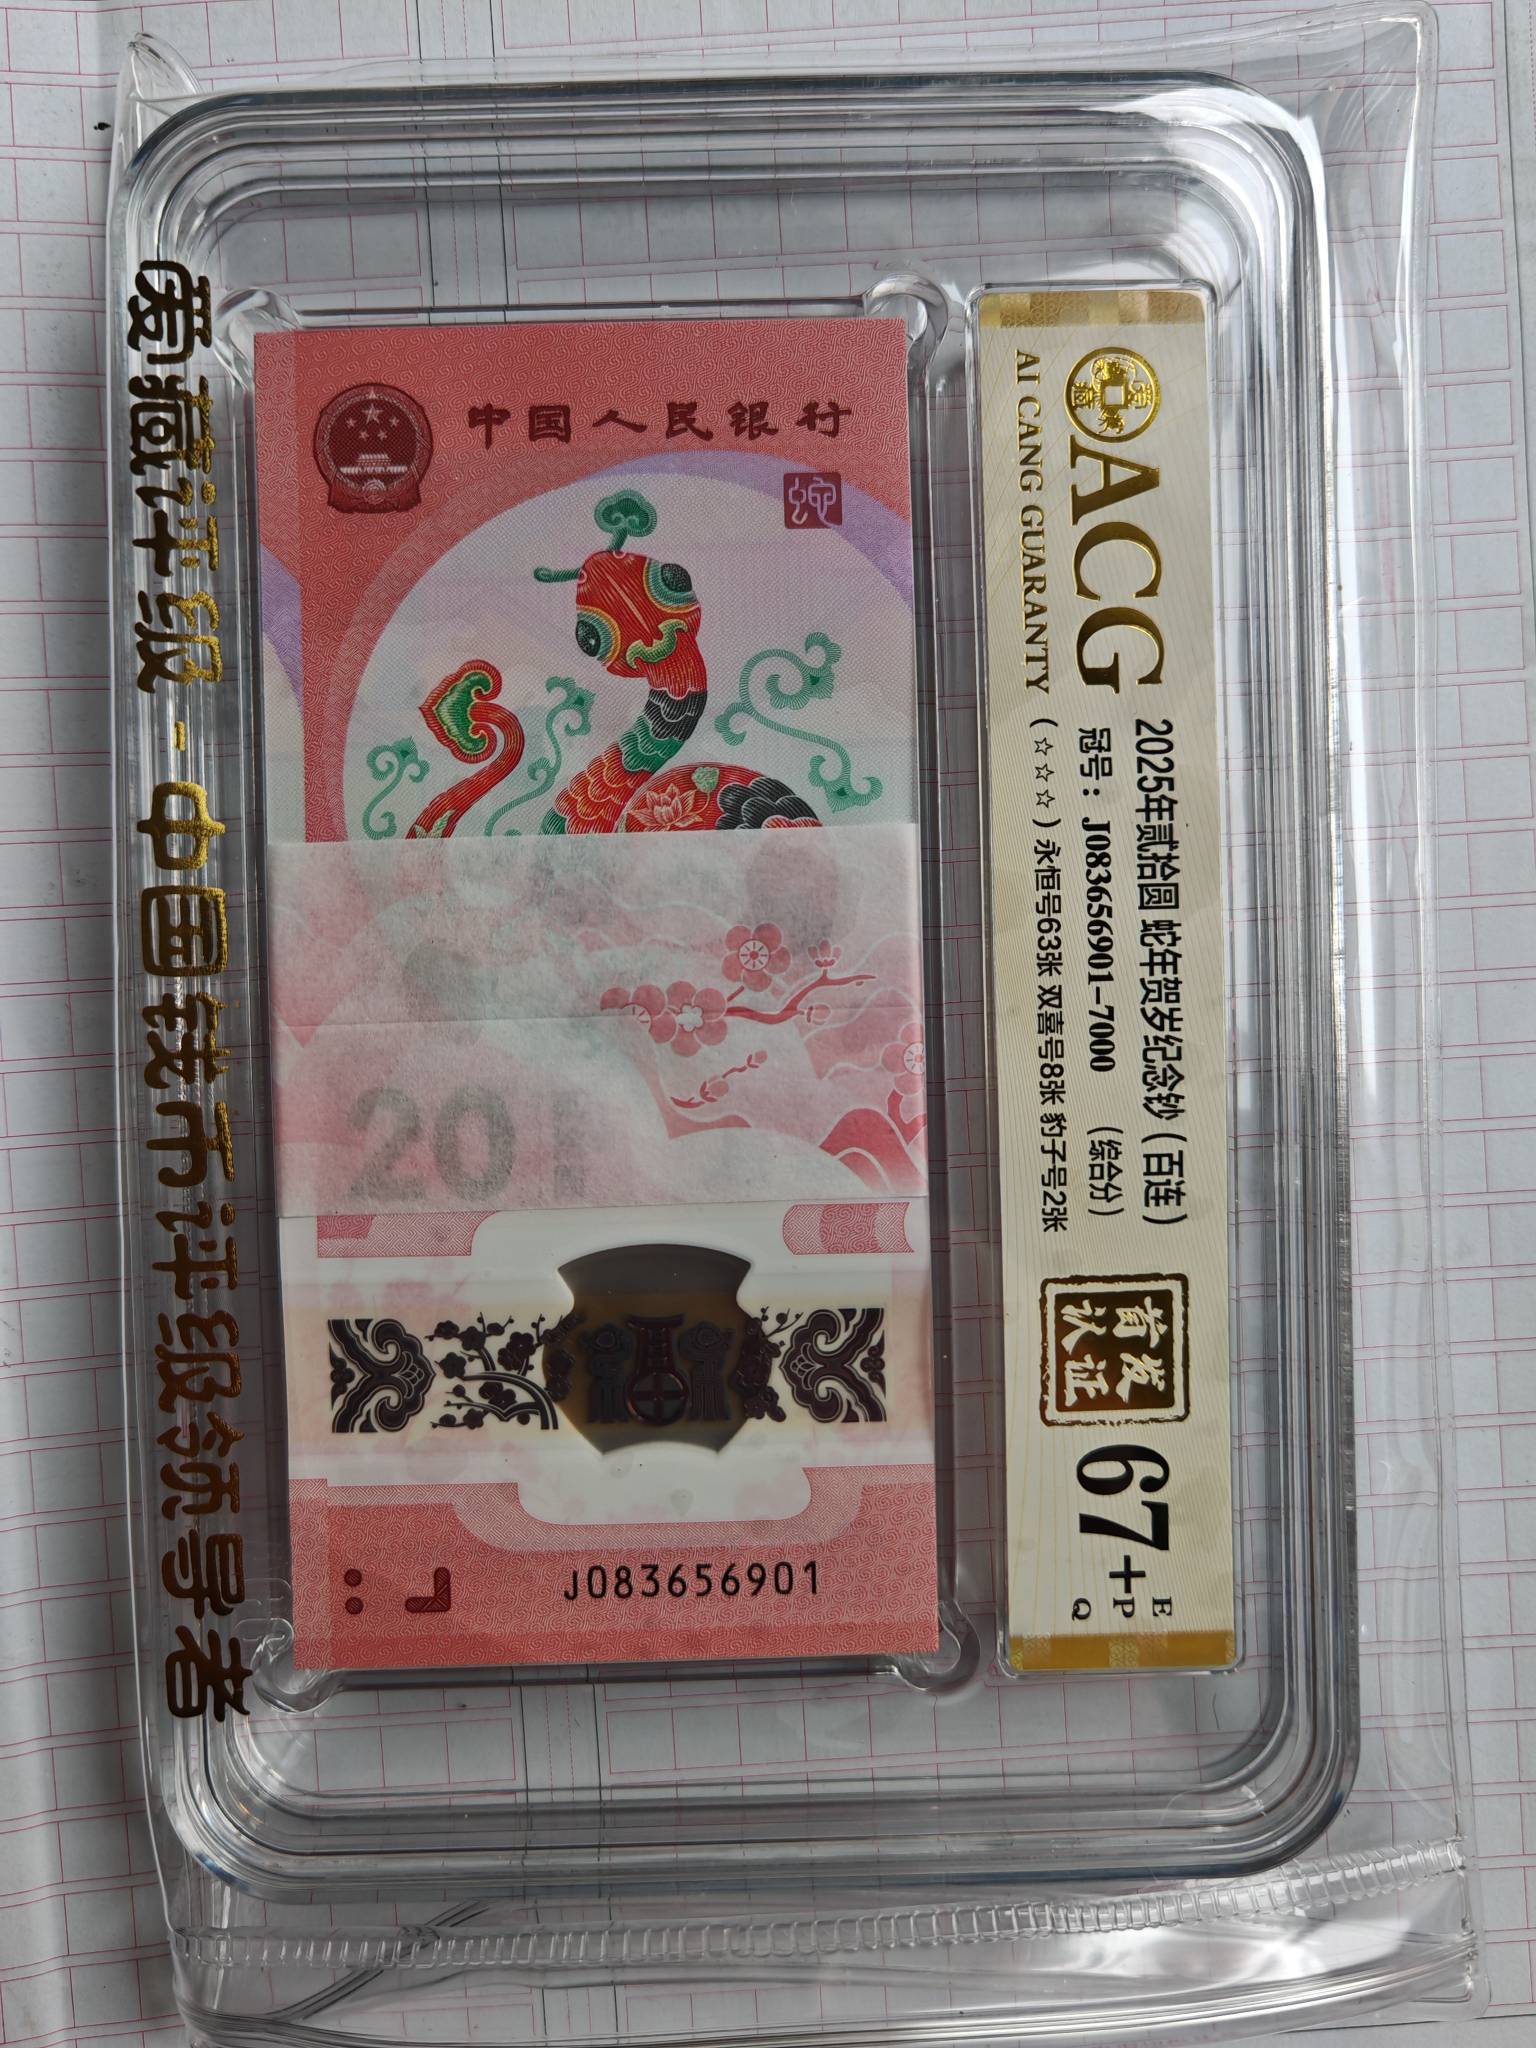 爱藏评级-中国钱币评级领导者
中国人民银行
蛇
20
J083656901
ACG
AI CANG GUARANTY
2025年贰拾圆 蛇年贺岁纪念钞（百连）
冠号：J083656901-7000 （综合分）
（☆☆☆）永恒号63张 双喜号8张 豹子号2张
首发
认证
67+
E
P
Q